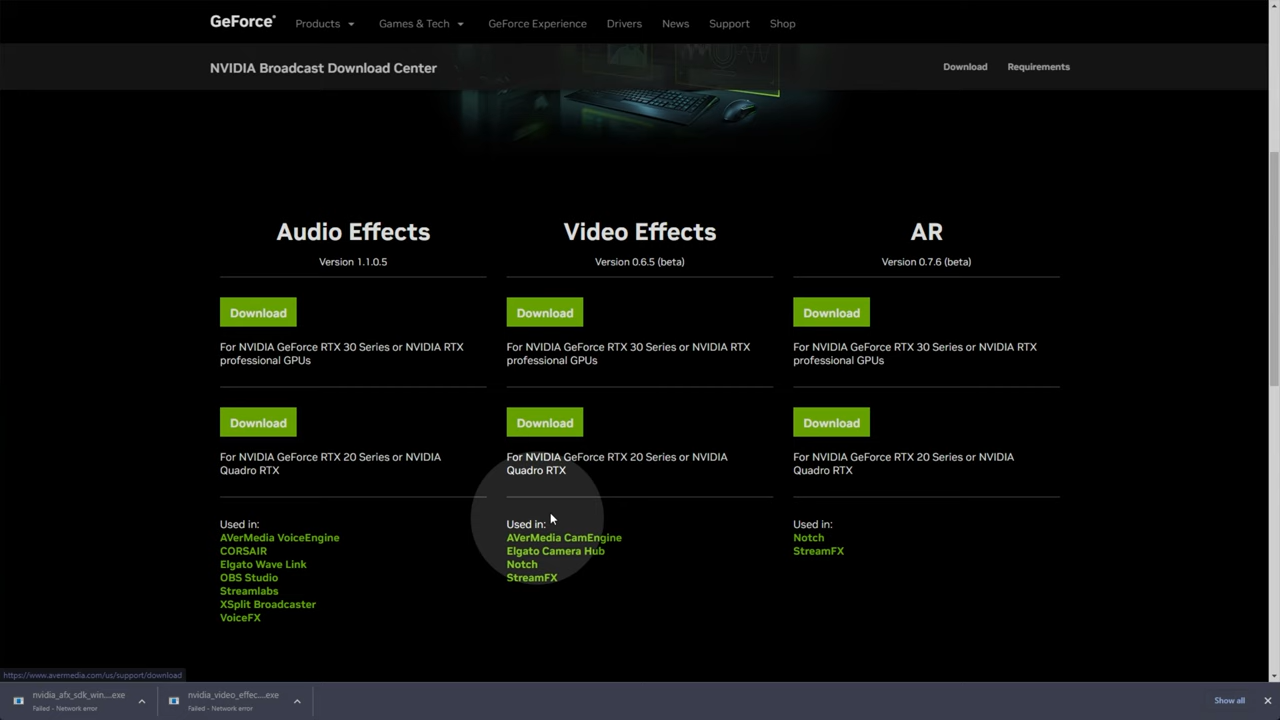 GeForce
Products
Games & Tech
GeForce Experience
Drivers
News
Support
Shop
NVIDIA Broadcast Download Center
Download
Requirements
Audio Effects
Version 1.1.0.5
Download
For NVIDIA GeForce RTX 30 Series or NVIDIA RTX
professional GPUs
Download
For NVIDIA GeForce RTX 20 Series or NVIDIA
Quadro RTX
Used in:
AVerMedia VoiceEngine
CORSAIR
Elgato Wave Link
OBS Studio
Streamlabs
XSplit Broadcaster
VoiceFX
Video Effects
Version 0.6.5 (beta)
Download
For NVIDIA GeForce RTX 30 Series or NVIDIA RTX
professional GPUs
Download
For NVIDIA GeForce RTX 20 Series or NVIDIA
Quadro RTX
Used in:
AVerMedia CamEngine
Elgato Camera Hub
Notch
StreamFX
AR
Version 0.7.6 (beta)
Download
For NVIDIA GeForce RTX 30 Series or NVIDIA RTX
professional GPUs
Download
For NVIDIA GeForce RTX 20 Series or NVIDIA
Quadro RTX
Used in:
Notch
StreamFX
https://www.avermedia.com/us/support/download
nvidia_afx_sdk_win....exe
Failed - Network error
nvidia_video_effec....exe
Failed - Network error
Show all